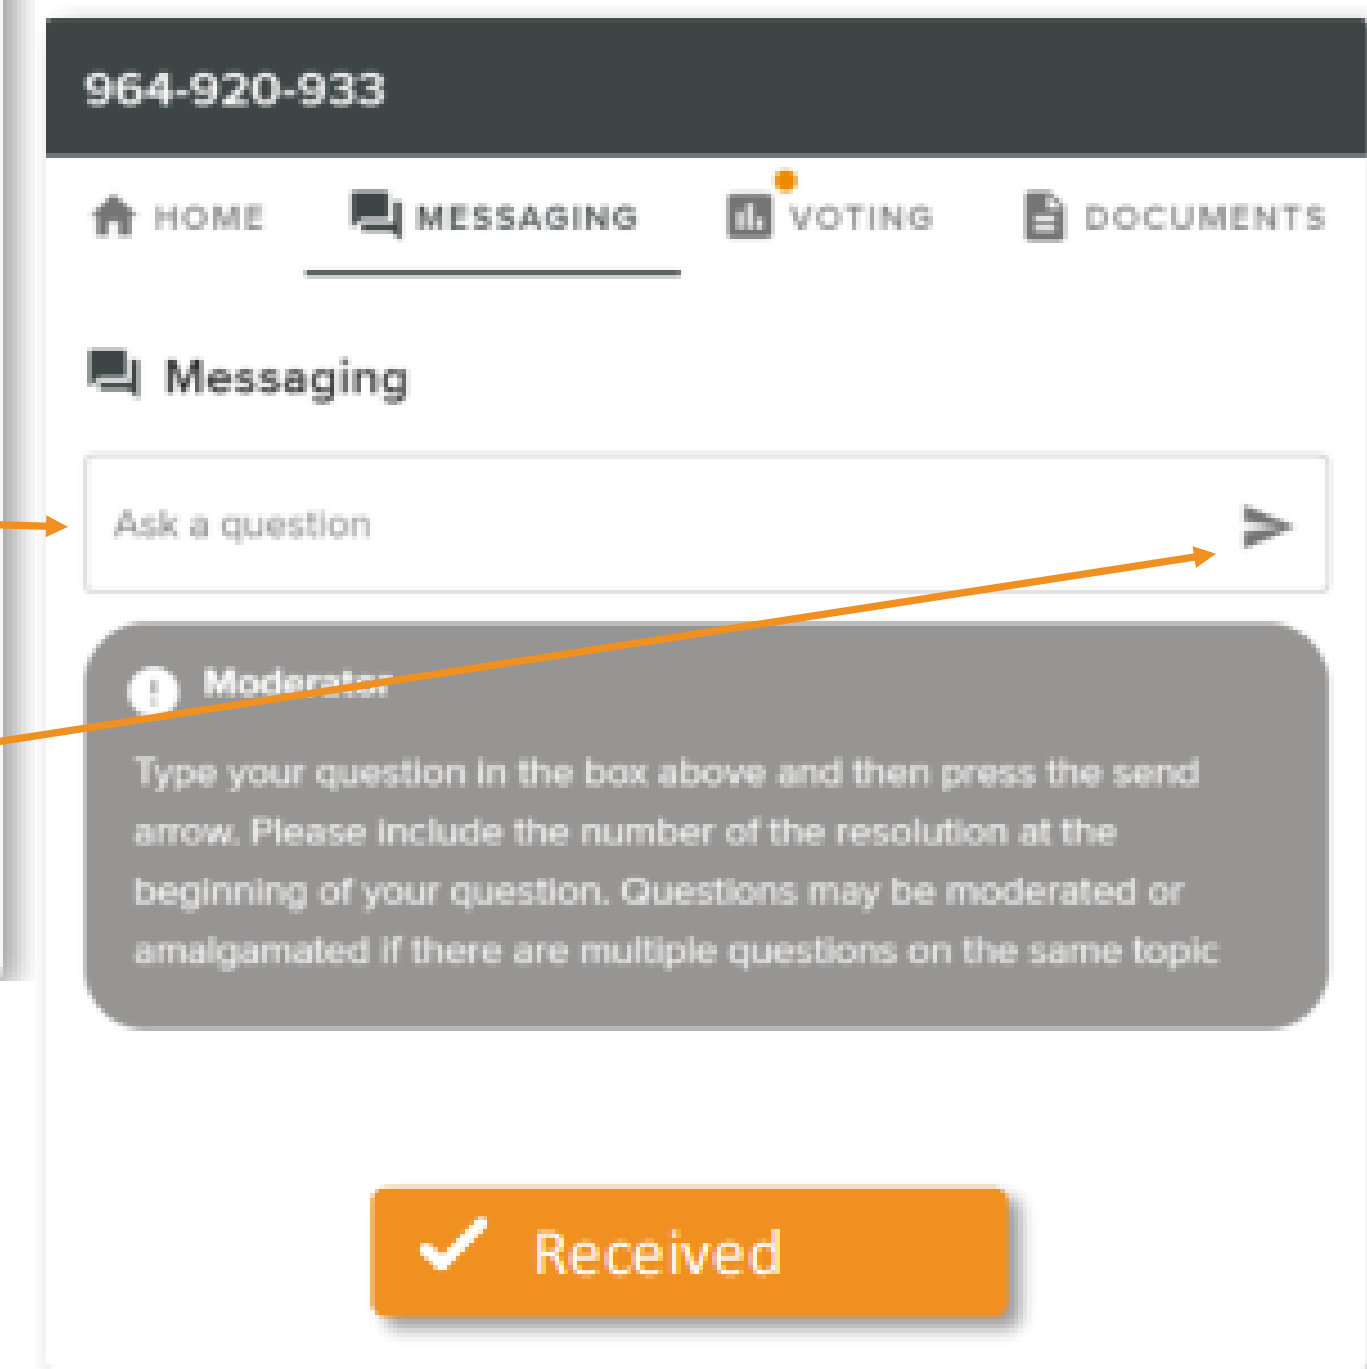 964-920-933
HOME MESSAGING VOTING DOCUMENTS
Messaging
Ask a question
Moderator
Type your question in the box above and then press the send
arrow. Please include the number of the resolution at the
beginning of your question. Questions may be moderated or
amalgamated if there are multiple questions on the same topic
Received